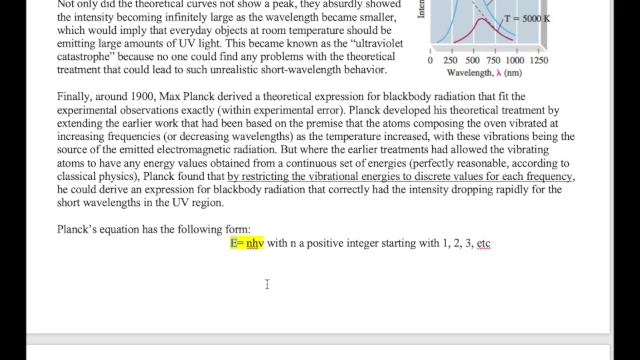 Not only did the theoretical curves not show a peak, they absurdly showed
the intensity becoming infinitely large as the wavelength became smaller,
which would imply that everyday objects at room temperature should be
emitting large amounts of UV light. This became known as the "ultraviolet
catastrophe" because no one could find any problems with the theoretical
treatment that could lead to such unrealistic short-wavelength behavior.
Inten
T = 5000 K
0 250 500 750 1000 1250
Wavelength, λ (nm)
Finally, around 1900, Max Planck derived a theoretical expression for blackbody radiation that fit the
experimental observations exactly (within experimental error). Planck developed his theoretical treatment by
extending the earlier work that had been based on the premise that the atoms composing the oven vibrated at
increasing frequencies (or decreasing wavelengths) as the temperature increased, with these vibrations being the
source of the emitted electromagnetic radiation. But where the earlier treatments had allowed the vibrating
atoms to have any energy values obtained from a continuous set of energies (perfectly reasonable, according to
classical physics), Planck found that by restricting the vibrational energies to discrete values for each frequency,
he could derive an expression for blackbody radiation that correctly had the intensity dropping rapidly for the
short wavelengths in the UV region.
Planck's equation has the following form:
E= nhν with n a positive integer starting with 1, 2, 3, etc